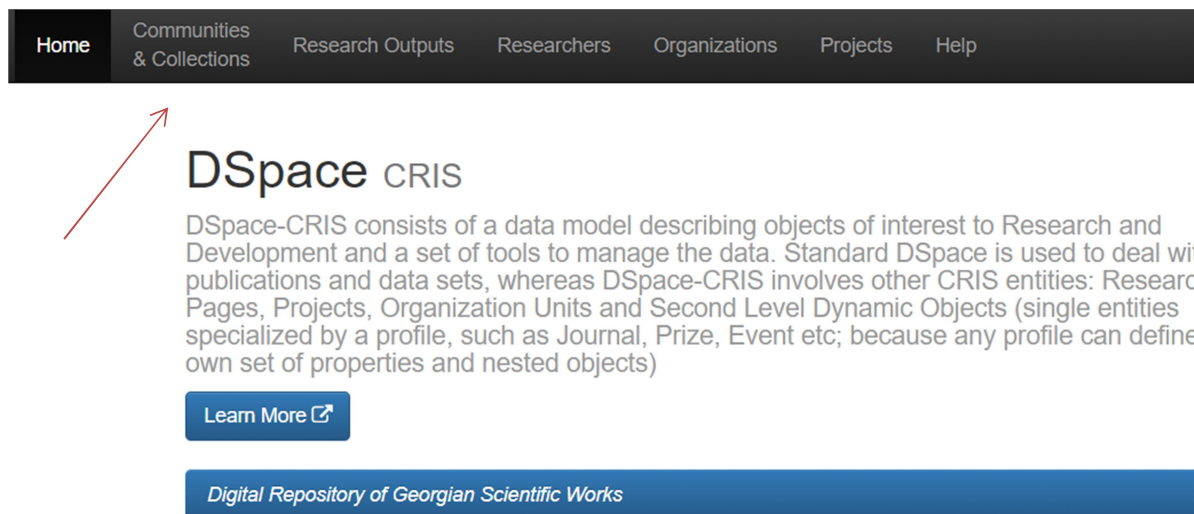 Home
Communities
& Collections
Research Outputs
Researchers
Organizations
Projects
Help
DSpace CRIS
DSpace-CRIS consists of a data model describing objects of interest to Research and
Development and a set of tools to manage the data. Standard DSpace is used to deal wi
publications and data sets, whereas DSpace-CRIS involves other CRIS entities: Researc
Pages, Projects, Organization Units and Second Level Dynamic Objects (single entities
specialized by a profile, such as Journal, Prize, Event etc; because any profile can define
own set of properties and nested objects)
Learn More
Digital Repository of Georgian Scientific Works